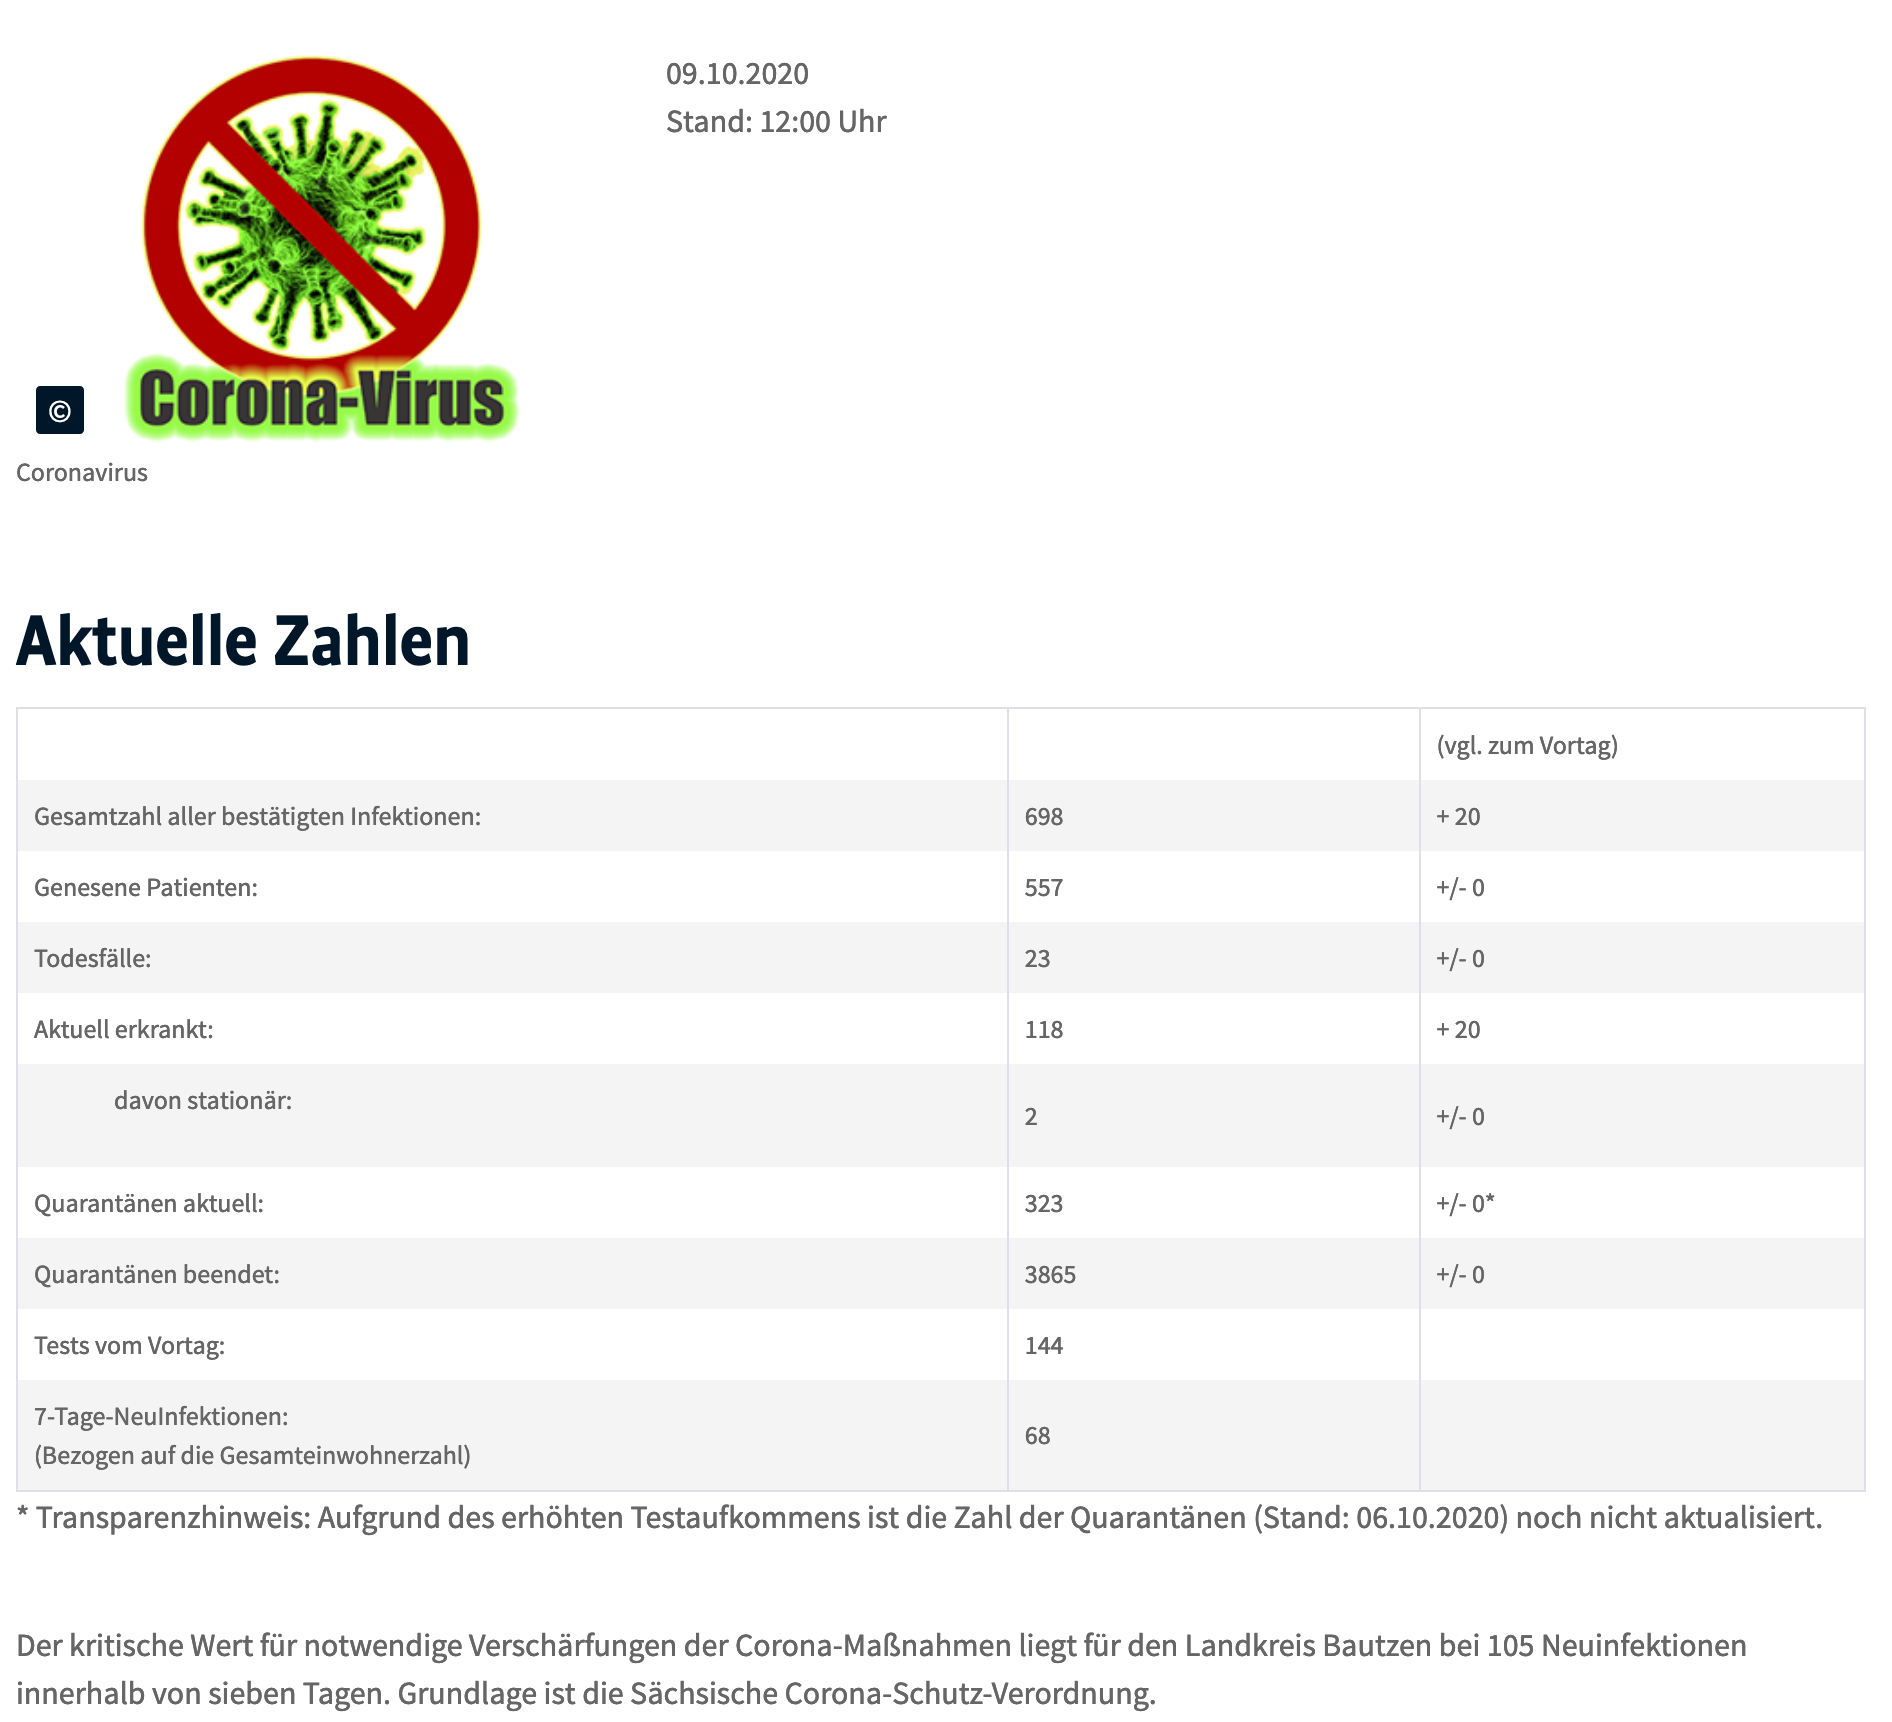 09.10.2020
Stand: 12:00 Uhr
Corona-Virus
©
Coronavirus
Aktuelle Zahlen
(vgl. zum Vortag)
Gesamtzahl aller bestätigten Infektionen: 698 + 20
Genesene Patienten: 557 +/- 0
Todesfälle: 23 +/- 0
Aktuell erkrankt: 118 + 20
davon stationär: 2 +/- 0
Quarantänen aktuell: 323 +/- 0*
Quarantänen beendet: 3865 +/- 0
Tests vom Vortag: 144
7-Tage-NeuInfektionen:
(Bezogen auf die Gesamteinwohnerzahl) 68
* Transparenzhinweis: Aufgrund des erhöhten Testaufkommens ist die Zahl der Quarantänen (Stand: 06.10.2020) noch nicht aktualisiert.
Der kritische Wert für notwendige Verschärfungen der Corona-Maßnahmen liegt für den Landkreis Bautzen bei 105 Neuinfektionen
innerhalb von sieben Tagen. Grundlage ist die Sächsische Corona-Schutz-Verordnung.